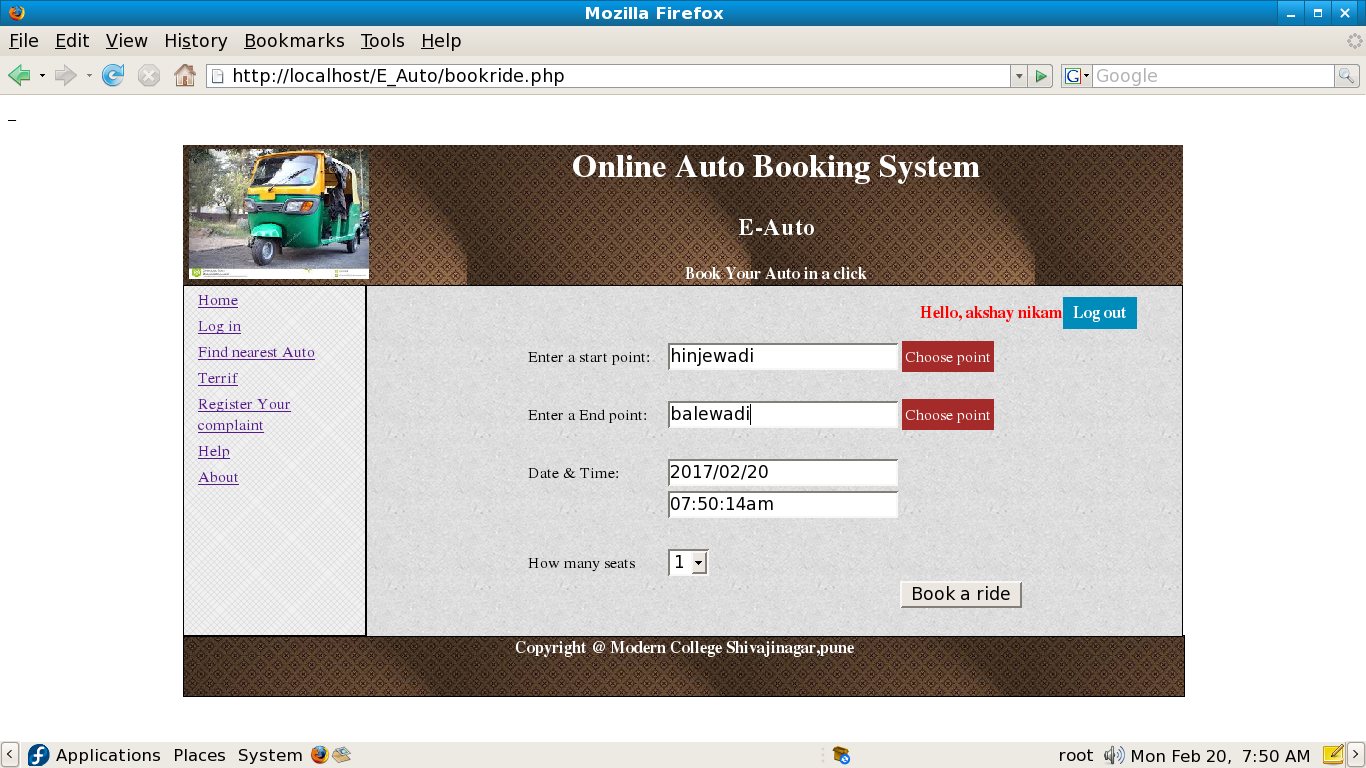 Mozilla Firefox
File Edit View History Bookmarks Tools Help
http://localhost/E_Auto/bookride.php
G Google
Online Auto Booking System
E-Auto
Book Your Auto in a click
Home
Log in
Find nearest Auto
Terrif
Register Your
complaint
Help
About
Hello, akshay nikam Log out
Enter a start point: hinjewadi Choose point
Enter a End point: balewadi Choose point
Date & Time: 2017/02/20
07:50:14am
How many seats 1
Book a ride
Copyright @ Modern College Shivajinagar,pune
Applications Places System root Mon Feb 20, 7:50 AM